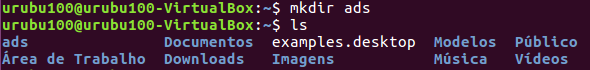 urubu100@urubu100-VirtualBox:~$ mkdir ads
urubu100@urubu100-VirtualBox:~$ ls
ads Documentos examples.desktop Modelos Público
Área de Trabalho Downloads Imagens Música Vídeos